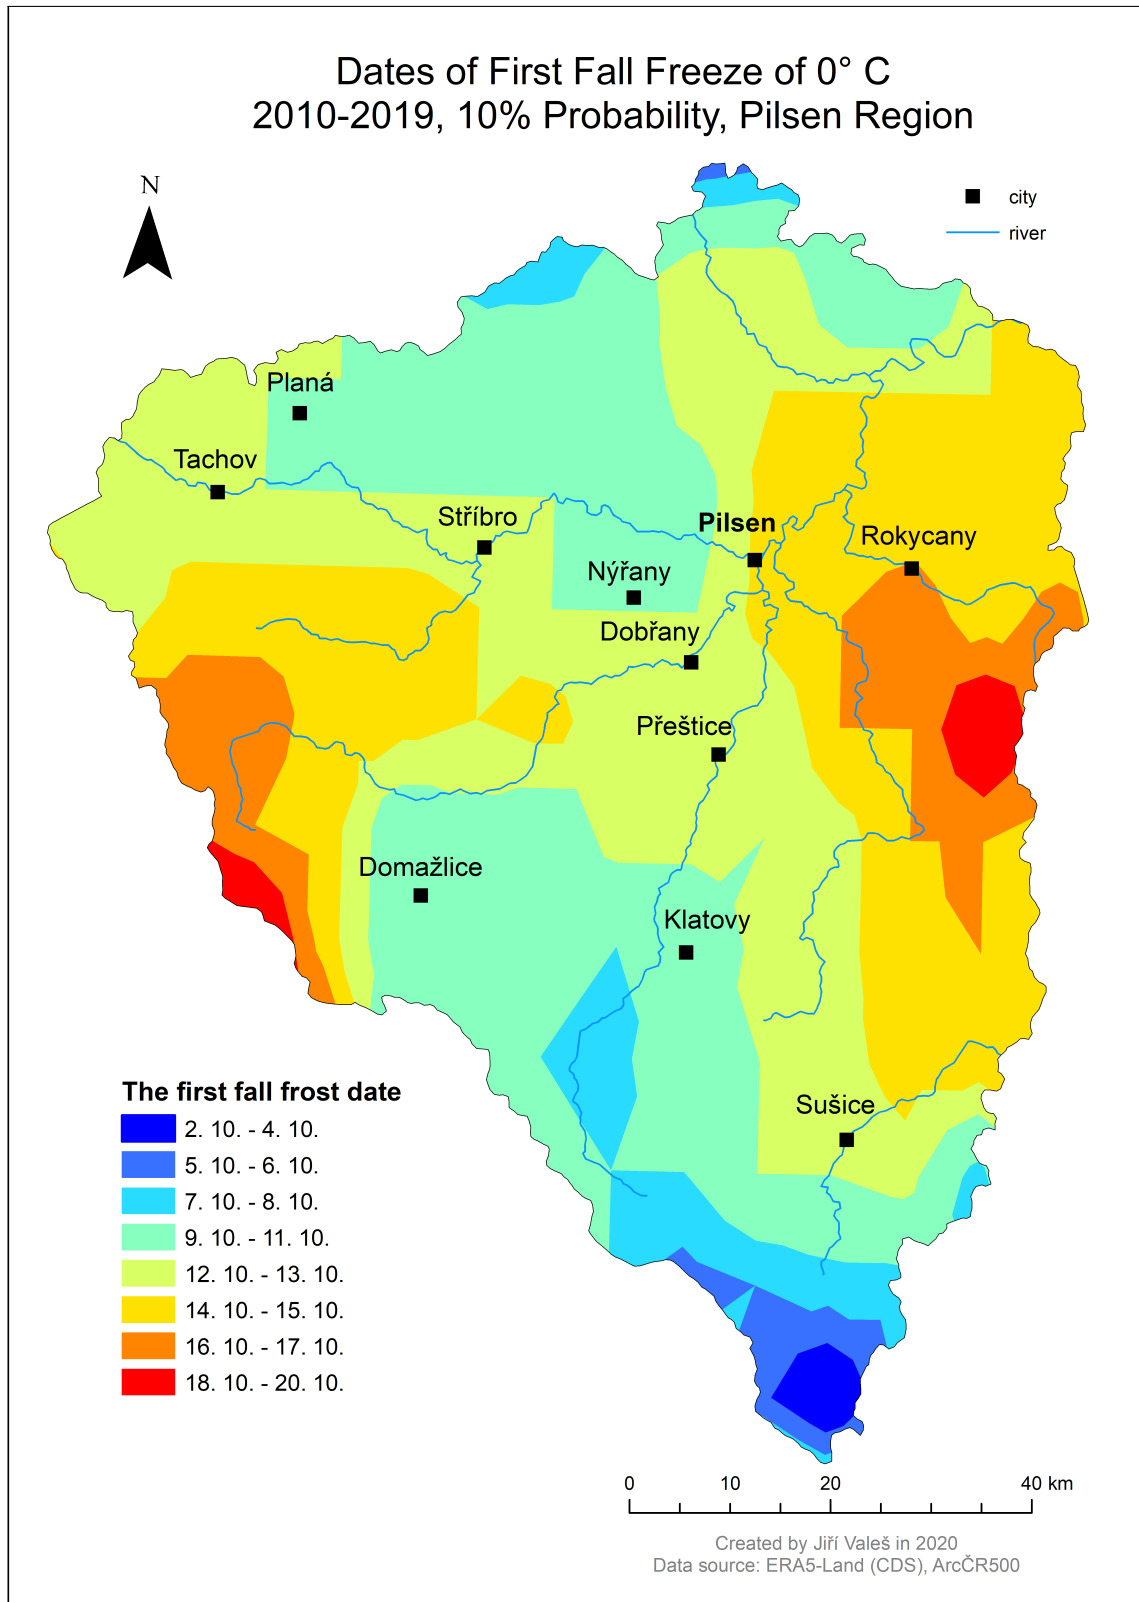 Dates of First Fall Freeze of 0° C
2010-2019, 10% Probability, Pilsen Region
N
city
river
Planá
Tachov
Stříbro
Pilsen
Rokycany
Nýřany
Dobřany
Přeštice
Domažlice
Klatovy
Sušice
The first fall frost date
2. 10. - 4. 10.
5. 10. - 6. 10.
7. 10. - 8. 10.
9. 10. - 11. 10.
12. 10. - 13. 10.
14. 10. - 15. 10.
16. 10. - 17. 10.
18. 10. - 20. 10.
0 10 20 40 km
Created by Jiří Valeš in 2020
Data source: ERA5-Land (CDS), ArcČR500